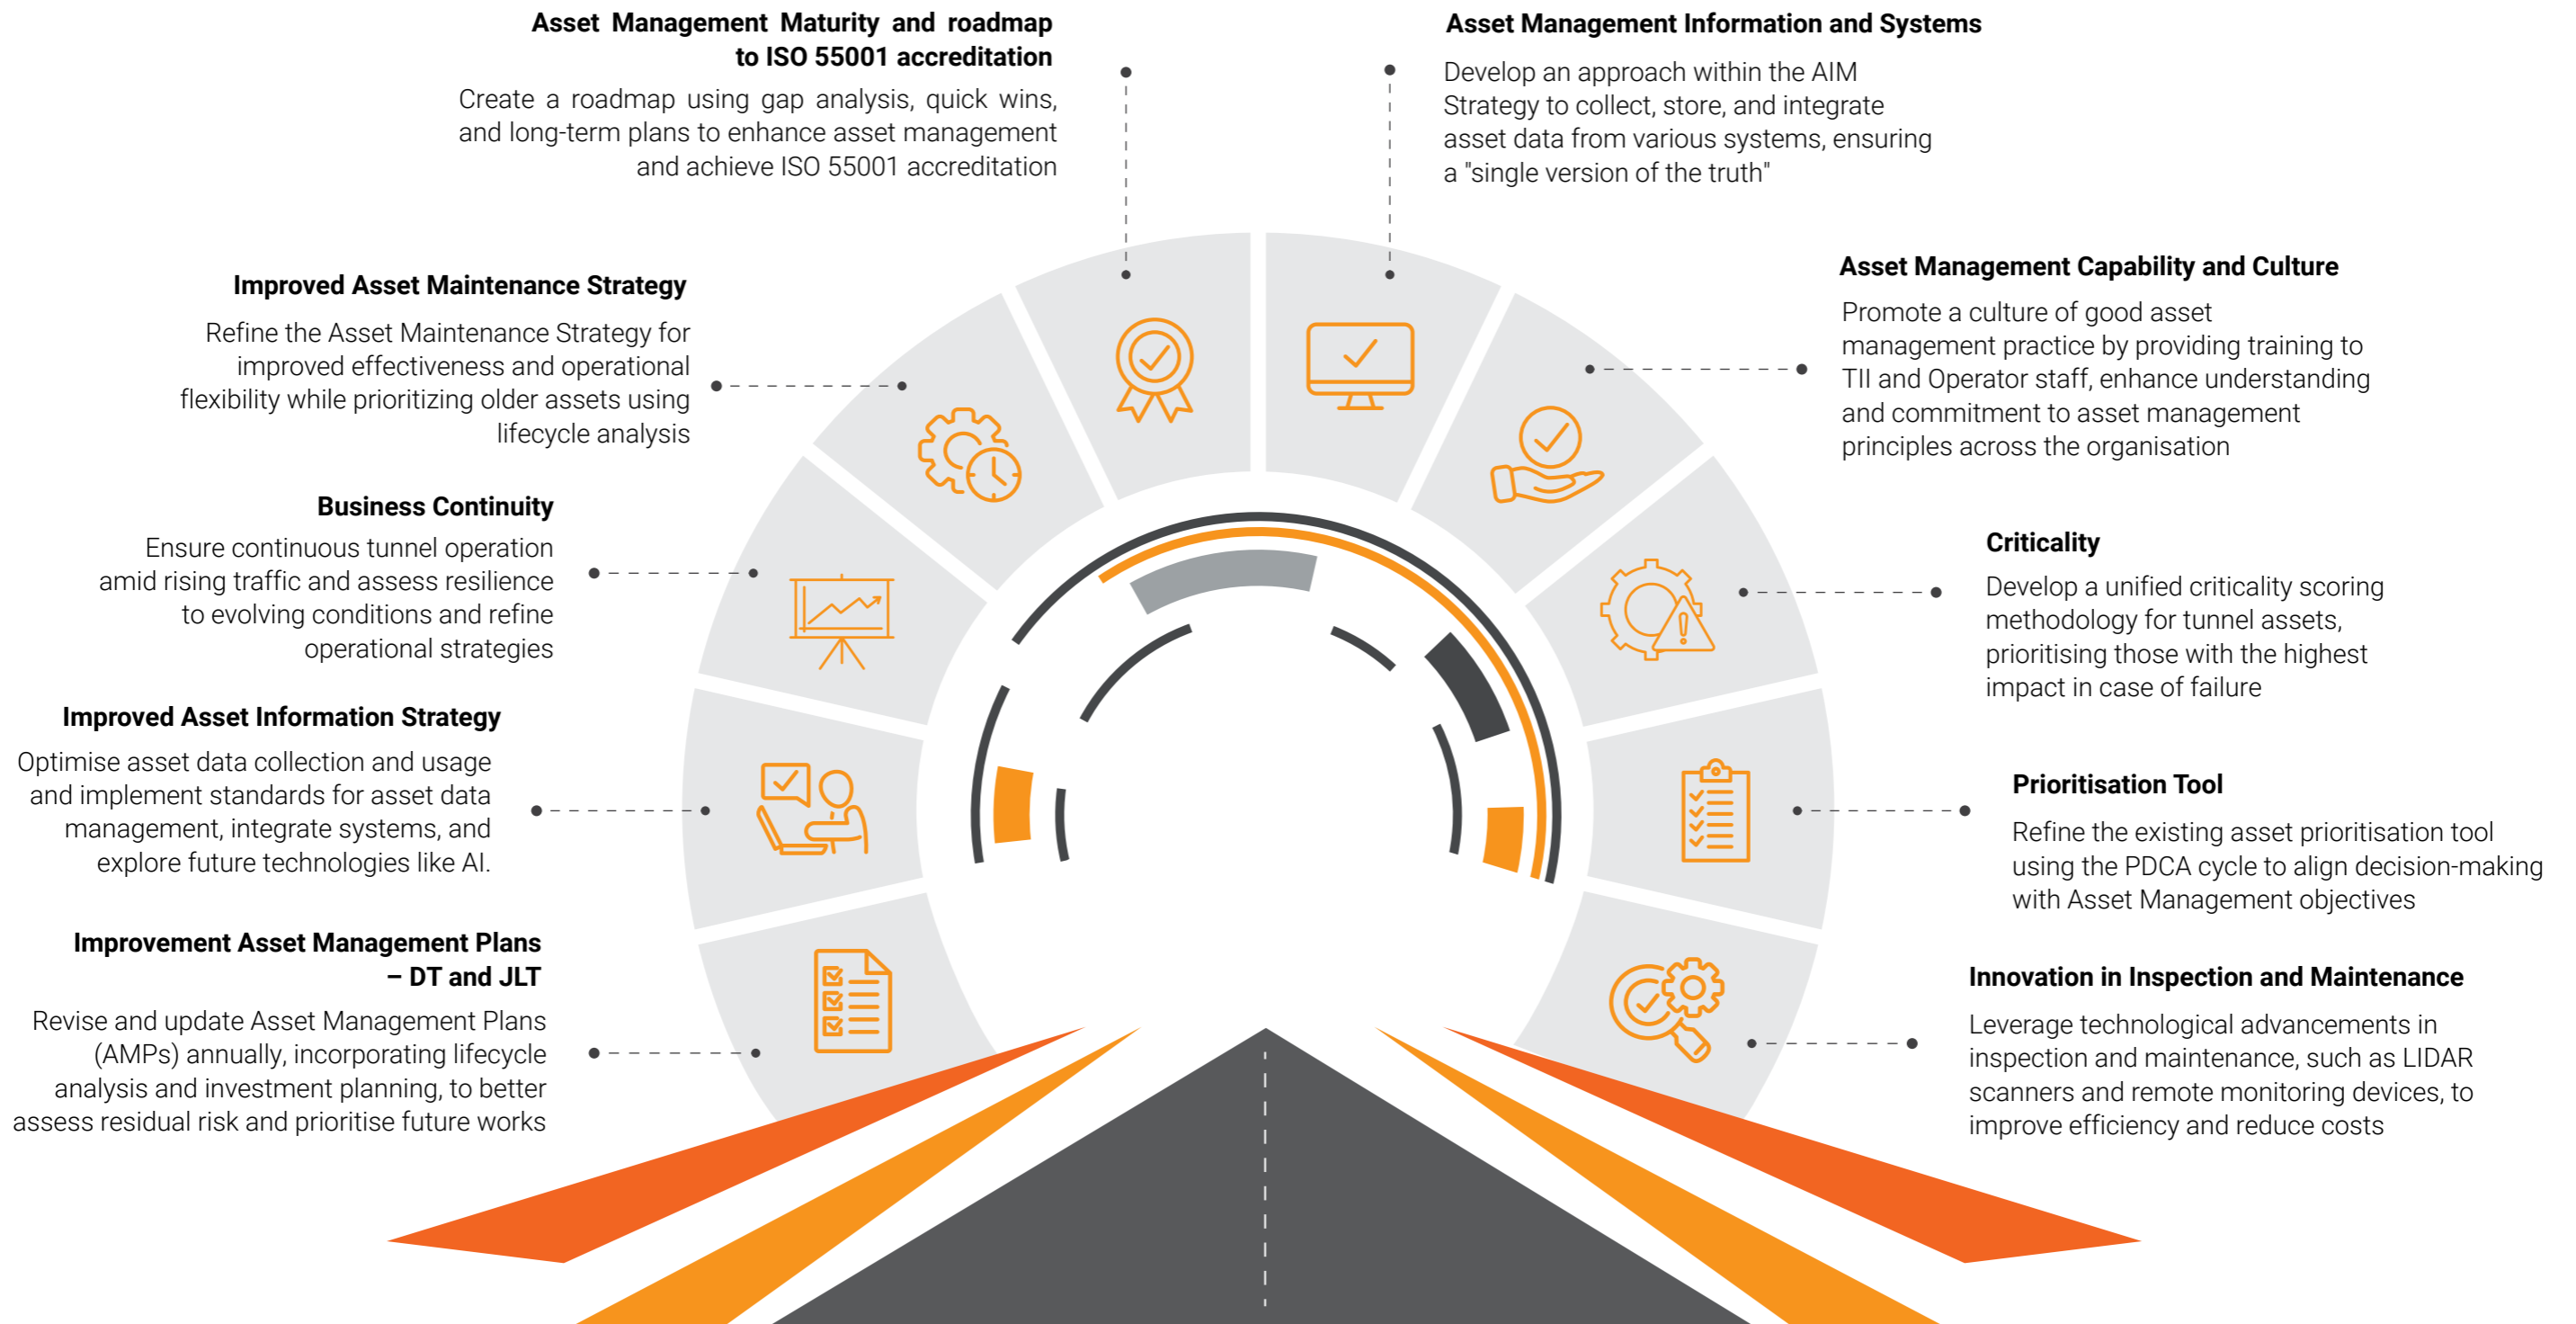 Asset Management Maturity and roadmap
to ISO 55001 accreditation
Create a roadmap using gap analysis, quick wins,
and long-term plans to enhance asset management
and achieve ISO 55001 accreditation
Asset Management Information and Systems
Develop an approach within the AIM
Strategy to collect, store, and integrate
asset data from various systems, ensuring
a "single version of the truth"
Improved Asset Maintenance Strategy
Refine the Asset Maintenance Strategy for
improved effectiveness and operational
flexibility while prioritizing older assets using
lifecycle analysis
Asset Management Capability and Culture
Promote a culture of good asset
management practice by providing training to
TII and Operator staff, enhance understanding
and commitment to asset management
principles across the organisation
Business Continuity
Ensure continuous tunnel operation
amid rising traffic and assess resilience
to evolving conditions and refine
operational strategies
Criticality
Develop a unified criticality scoring
methodology for tunnel assets,
prioritising those with the highest
impact in case of failure
Improved Asset Information Strategy
Optimise asset data collection and usage
and implement standards for asset data
management, integrate systems, and
explore future technologies like AI.
Prioritisation Tool
Refine the existing asset prioritisation tool
using the PDCA cycle to align decision-making
with Asset Management objectives
Improvement Asset Management Plans
– DT and JLT
Revise and update Asset Management Plans
(AMPs) annually, incorporating lifecycle
analysis and investment planning, to better
assess residual risk and prioritise future works
Innovation in Inspection and Maintenance
Leverage technological advancements in
inspection and maintenance, such as LIDAR
scanners and remote monitoring devices, to
improve efficiency and reduce costs